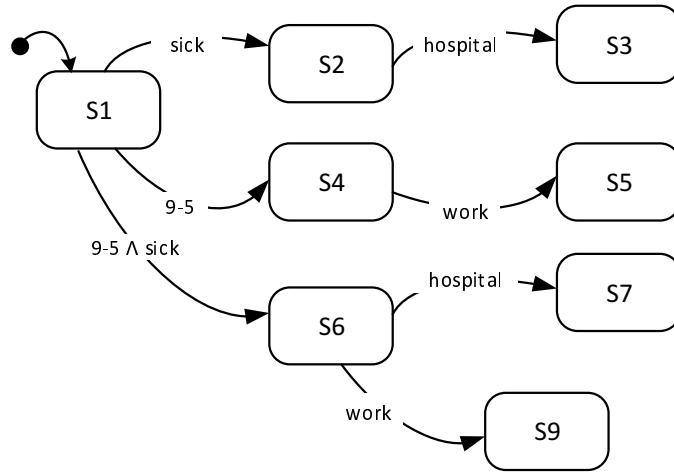 sick
S2
hospital
S3
S1
S4
9-5
S5
work
9-5 Λ sick
hospital
S7
S6
work
S9